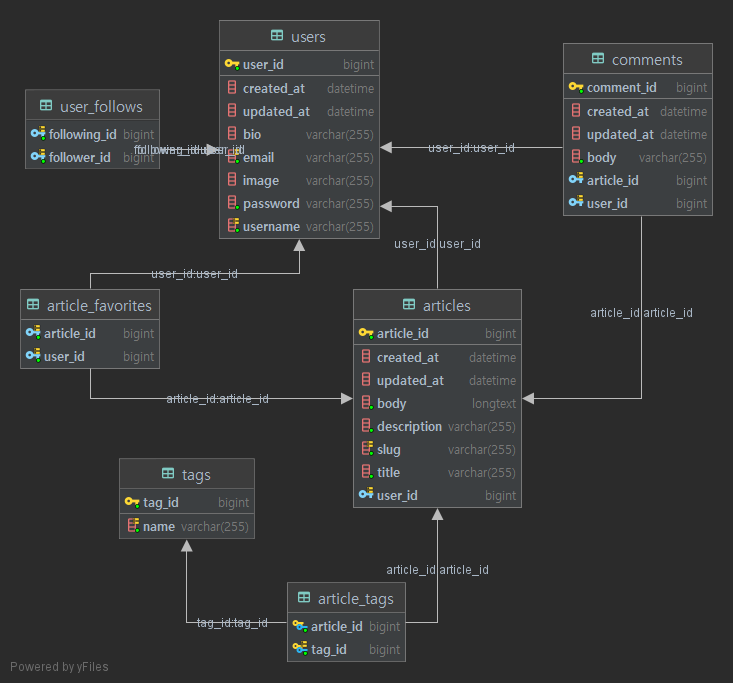 users
user_id bigint
created_at datetime
updated_at datetime
bio varchar(255)
email varchar(255)
image varchar(255)
password varchar(255)
username varchar(255)
comments
comment_id bigint
created_at datetime
updated_at datetime
body varchar(255)
article_id bigint
user_id bigint
user_follows
following_id bigint
follower_id bigint
user_id:user_id
user_id:user_id
user_id:user_id
article_id:article_id
article_favorites
article_id bigint
user_id bigint
articles
article_id bigint
created_at datetime
updated_at datetime
body longtext
description varchar(255)
slug varchar(255)
title varchar(255)
user_id bigint
article_id:article_id
tags
tag_id bigint
name varchar(255)
article_id:article_id
article_tags
article_id bigint
tag_id bigint
tag_id:tag_id
Powered by yFiles